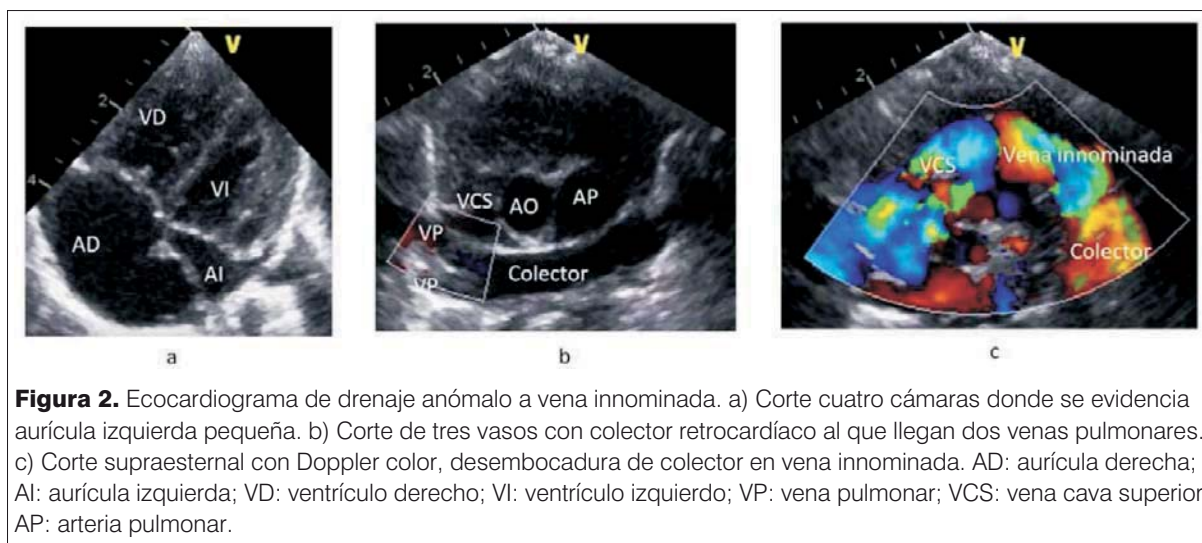 V
2
VD
4
VI
AD
AI
a
V
2
VCS
AO
AP
VP
Colector
VP
b
V
2
VCS
Vena innominada
Colector
c
Figura 2. Ecocardiograma de drenaje anómalo a vena innominada. a) Corte cuatro cámaras donde se evidencia
aurícula izquierda pequeña. b) Corte de tres vasos con colector retrocardíaco al que llegan dos venas pulmonares.
c) Corte supraesternal con Doppler color, desembocadura de colector en vena innominada. AD: aurícula derecha;
AI: aurícula izquierda; VD: ventrículo derecho; VI: ventrículo izquierdo; VP: vena pulmonar; VCS: vena cava superior
AP: arteria pulmonar.